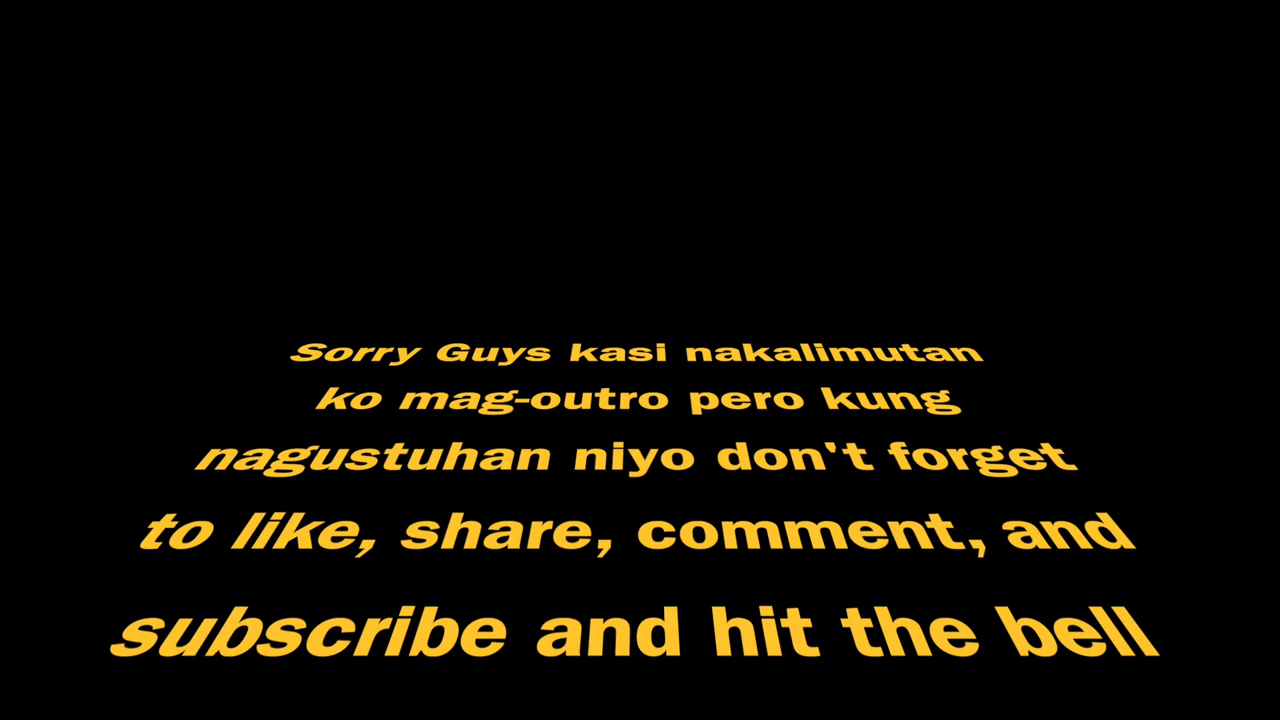 Sorry Guys kasi nakalimutan
ko mag-outro pero kung
nagustuhan niyo don't forget
to like, share, comment, and
subscribe and hit the bell